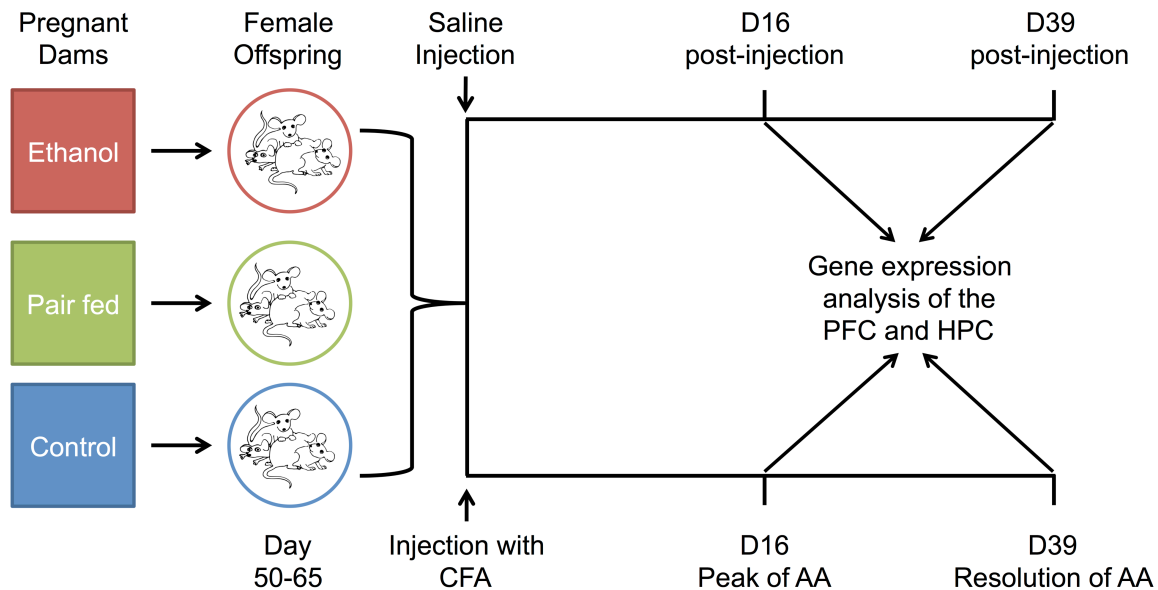 Pregnant
Dams
Female
Offspring
Saline
Injection
D16
post-injection
D39
post-injection
Ethanol
Pair fed
Control
Gene expression
analysis of the
PFC and HPC
Day
50-65
Injection with
CFA
D16
Peak of AA
D39
Resolution of AA